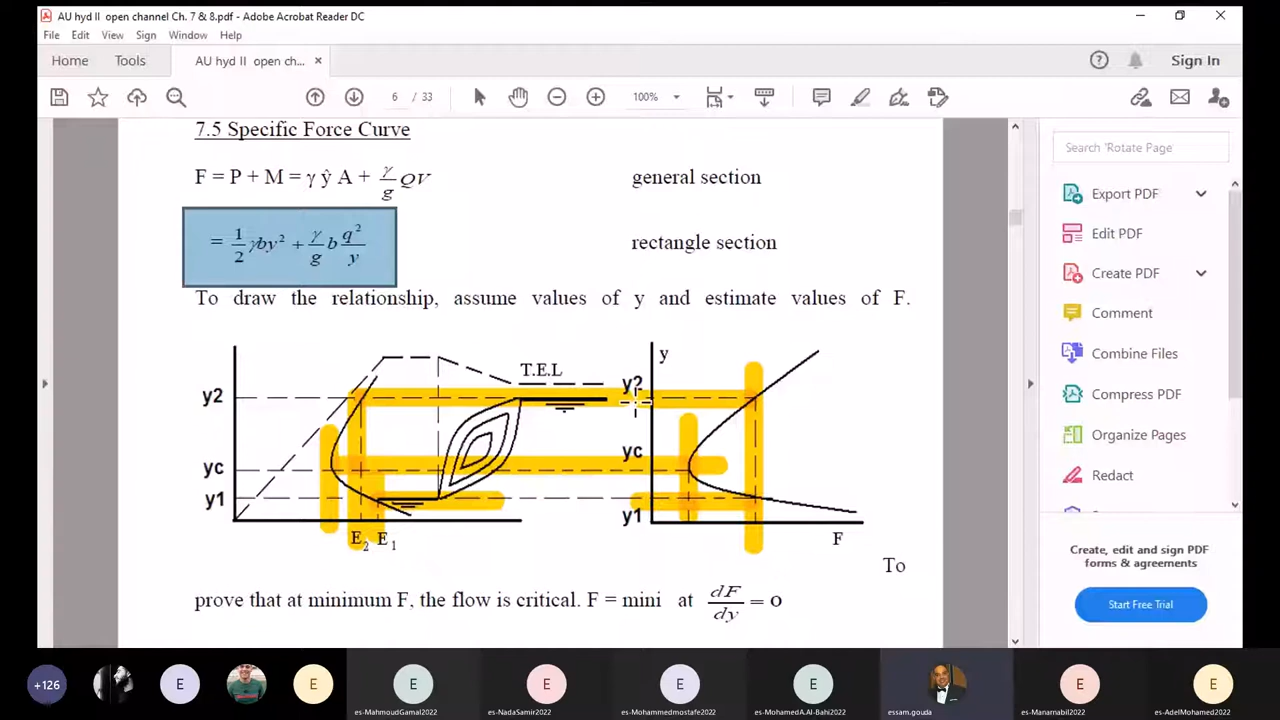 AU hyd II open channel Ch. 7 & 8.pdf - Adobe Acrobat Reader DC
File Edit View Sign Window Help
Home Tools AU hyd II open ch... × Sign In
6 / 33 100%
7.5 Specific Force Curve
F = P + M = γ ŷ A + γ/g QV general section
= 1/2 γby² + γ/g b q²/y rectangle section
To draw the relationship, assume values of y and estimate values of F.
T.E.L y
y2 y2
yc yc
y1 y1
E2 E1 F
To
prove that at minimum F, the flow is critical. F = mini at dF/dy = 0
Search 'Rotate Page
Export PDF
Edit PDF
Create PDF
Comment
Combine Files
Compress PDF
Organize Pages
Redact
Create, edit and sign PDF
forms & agreements
Start Free Trial
+126 E E E E E E E E E
es-MahmoudGamal2022 es-NadaSamir2022 es-Mohammedmostafe2022 es-MohamedA.Al-Bahi2022 essam.gouda es-Manarnabil2022 es-AdelMohamed2022